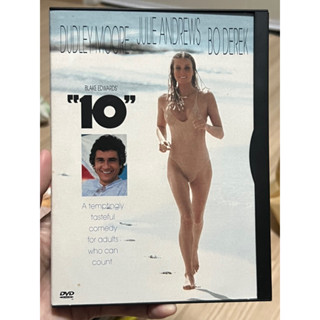 DUDLEY MOORE JULIE ANDREWS BO DEREK
BLAKE EDWARDS'
"10"
A temptingly
tasteful
comedy
for adults
who can
count.
DVD